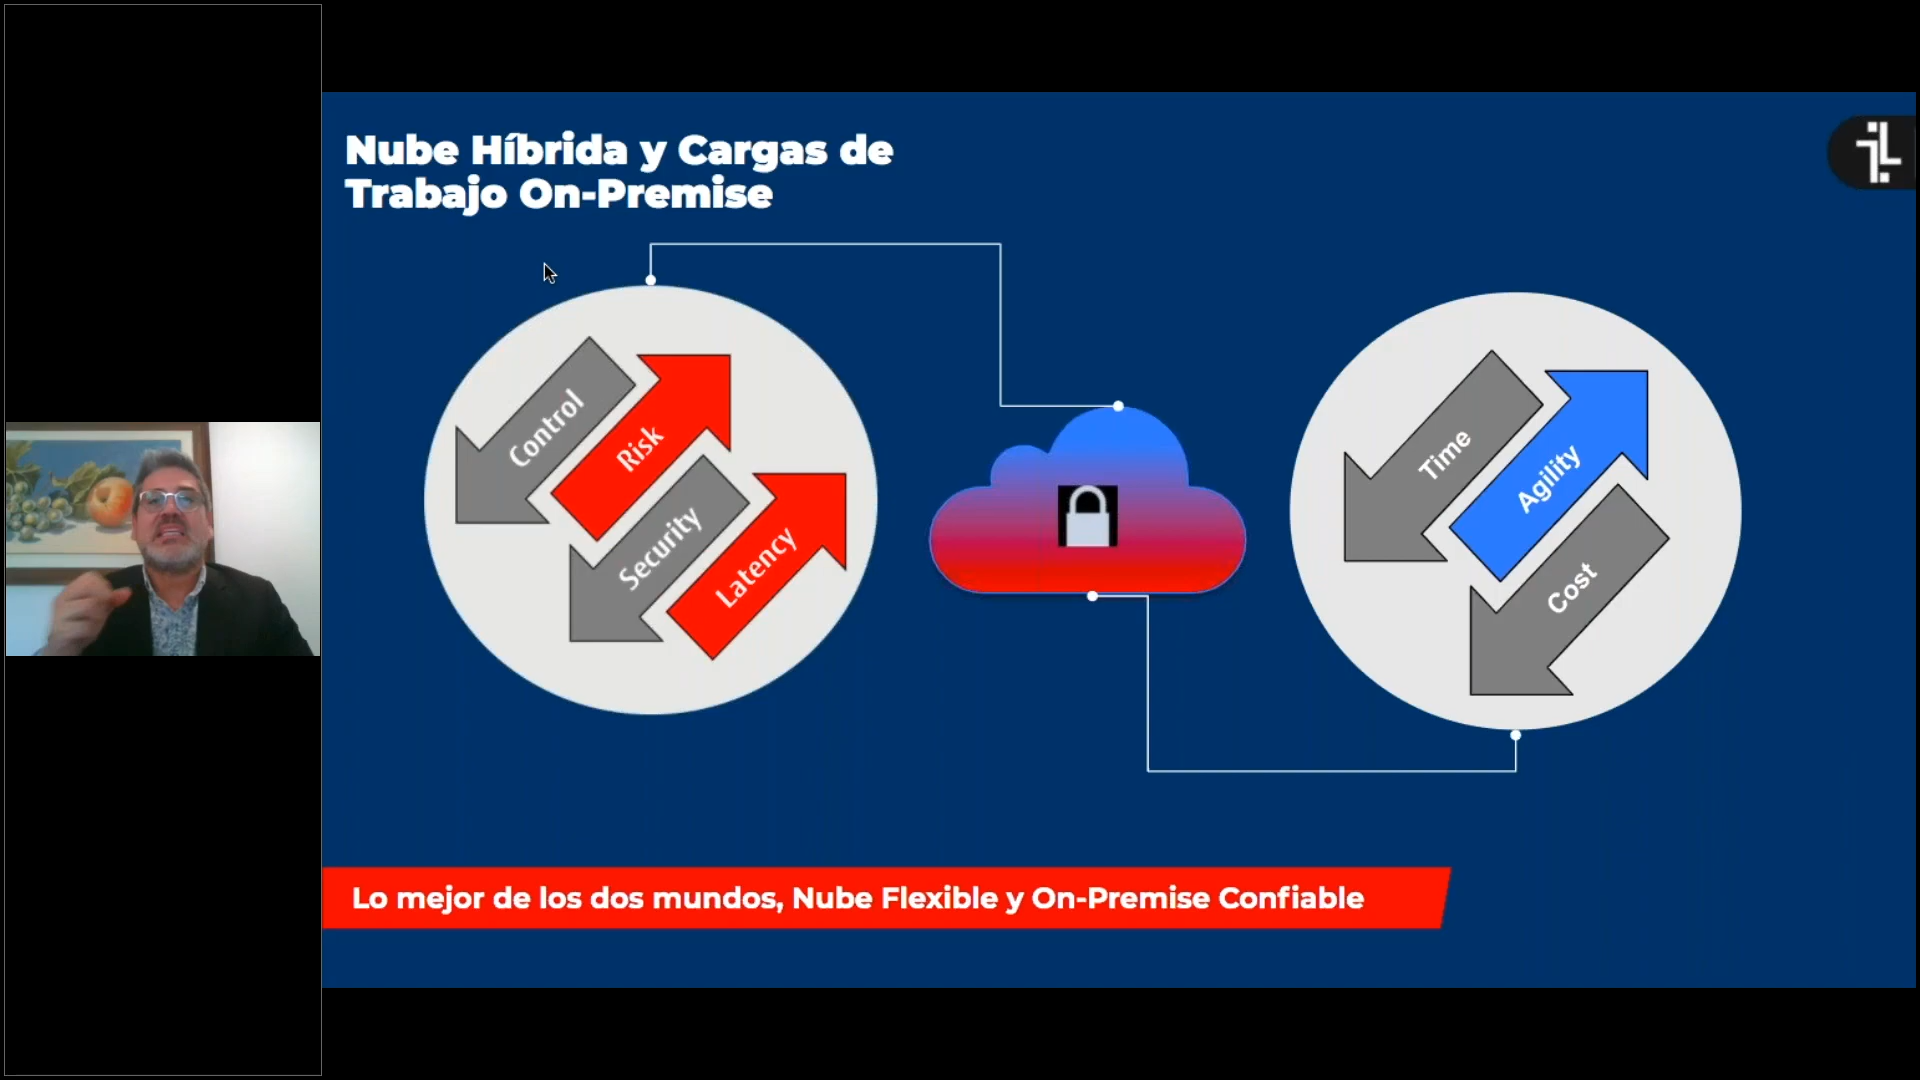 Nube Híbrida y Cargas de
Trabajo On-Premise
Control
Risk
Security
Latency
Time
Agility
Cost
Lo mejor de los dos mundos, Nube Flexible y On-Premise Confiable